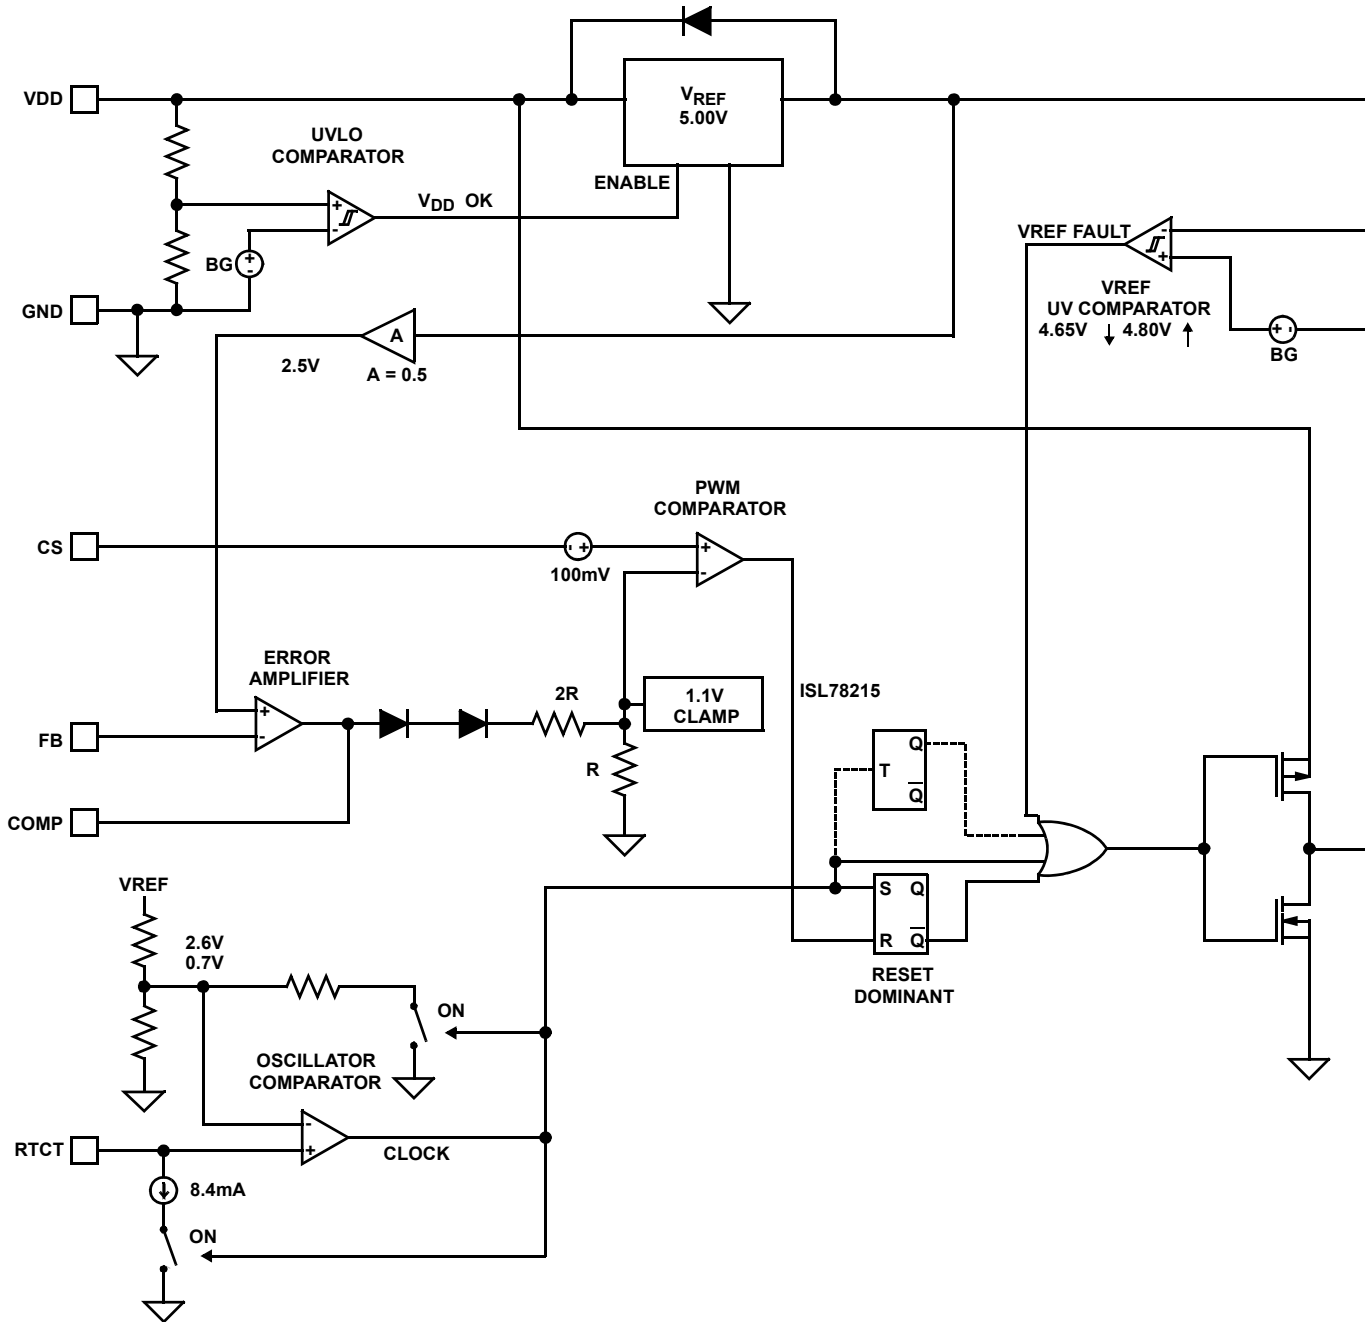 VDD
VREF
5.00V
UVLO
COMPARATOR
ENABLE
+
-
VDD OK
BG
+
-
GND
VREF FAULT
-
+
VREF
UV COMPARATOR
4.65V ↓ 4.80V ↑
+ -
BG
A
2.5V
A = 0.5
PWM
COMPARATOR
CS
- +
100mV
+
-
ERROR
AMPLIFIER
+
-
FB
2R
1.1V
CLAMP
R
COMP
ISL78215
Q
T
Q
S Q
R Q
RESET
DOMINANT
VREF
2.6V
0.7V
ON
OSCILLATOR
COMPARATOR
-
+
RTCT
CLOCK
8.4mA
ON